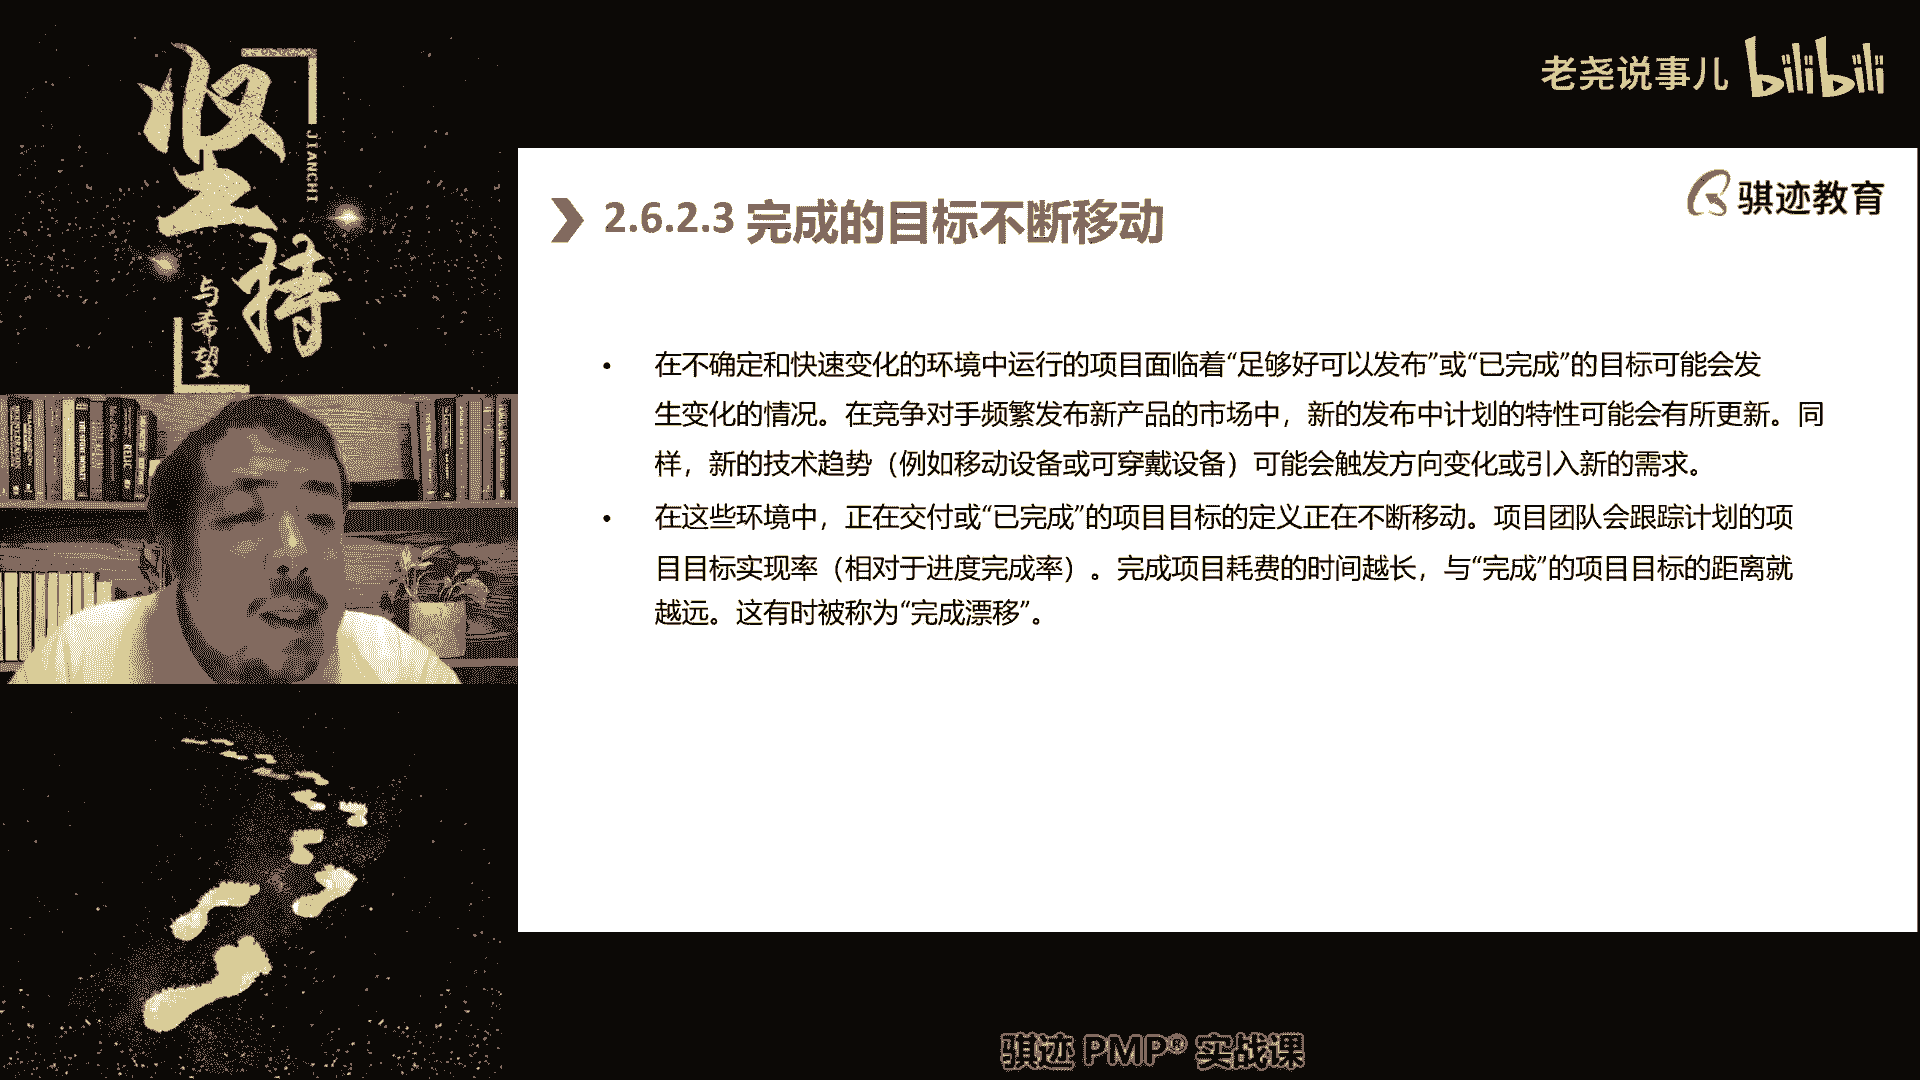 坚持
JIANCHI
与希望
老尧说事儿 bilibili
骐迹教育
2.6.2.3 完成的目标不断移动
• 在不确定和快速变化的环境中运行的项目面临着“足够好可以发布”或“已完成”的目标可能会发
生变化的情况。在竞争对手频繁发布新产品的市场中，新的发布中计划的特性可能会有所更新。同
样，新的技术趋势（例如移动设备或可穿戴设备）可能会触发方向变化或引入新的需求。
• 在这些环境中，正在交付或“已完成”的项目目标的定义正在不断移动。项目团队会跟踪计划的项
目目标实现率（相对于进度完成率）。完成项目耗费的时间越长，与“完成”的项目目标的距离就
越远。这有时被称为“完成漂移”。
骐迹 PMP® 实战课